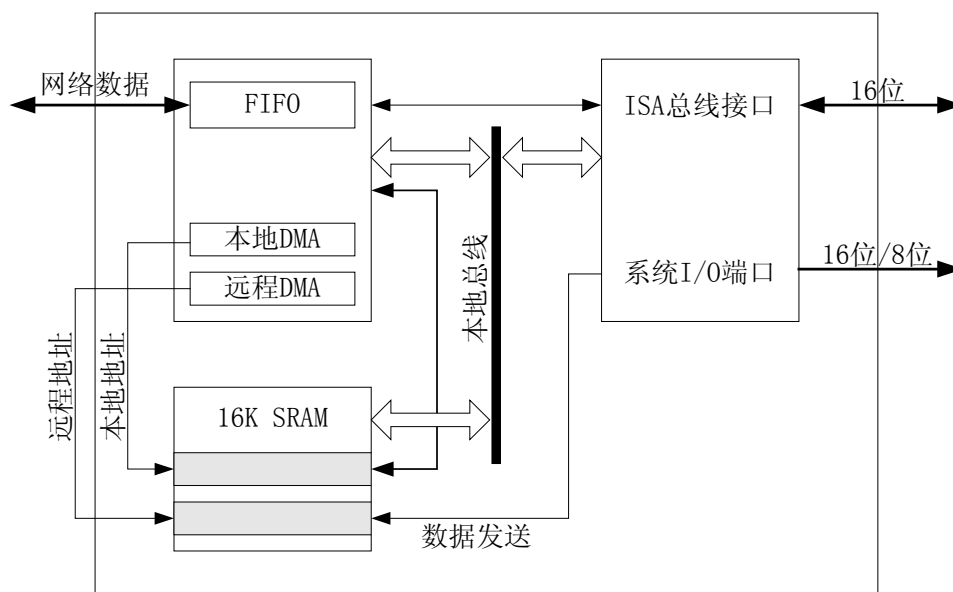 网络数据
FIFO
ISA总线接口
16位
本地DMA
远程DMA
本地总线
系统I/O端口
16位/8位
远程地址
本地地址
16K SRAM
数据发送